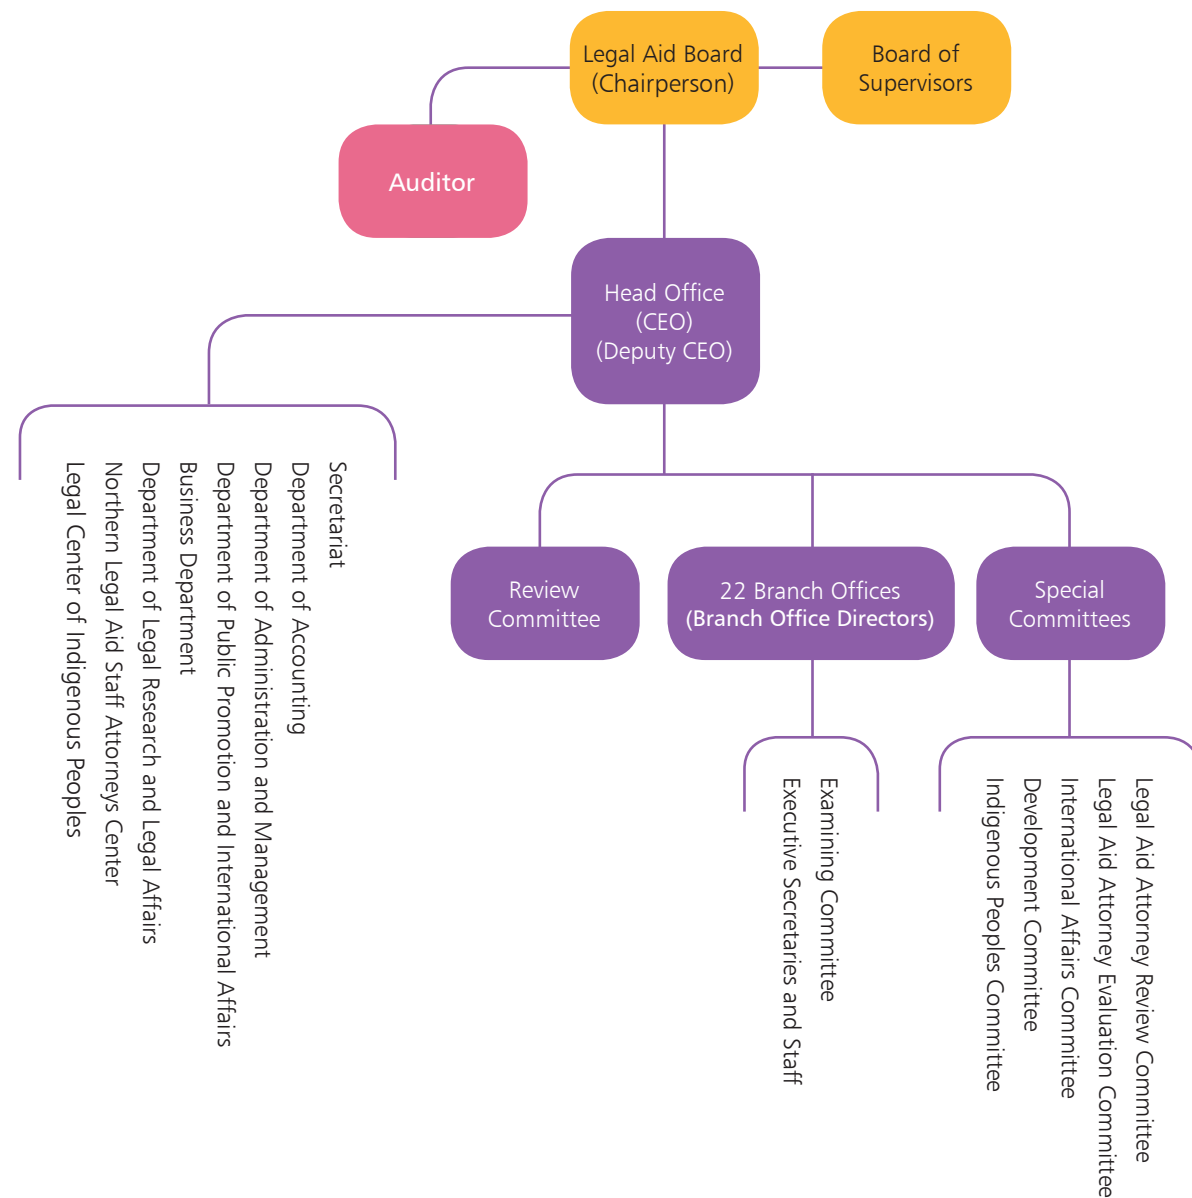 Legal Aid Board
(Chairperson)
Board of
Supervisors
Auditor
Head Office
(CEO)
(Deputy CEO)
Secretariat
Department of Accounting
Department of Administration and Management
Department of Public Promotion and International Affairs
Business Department
Department of Legal Research and Legal Affairs
Northern Legal Aid Staff Attorneys Center
Legal Center of Indigenous Peoples
Review
Committee
22 Branch Offices
(Branch Office Directors)
Special
Committees
Examining Committee
Executive Secretaries and Staff
Legal Aid Attorney Review Committee
Legal Aid Attorney Evaluation Committee
International Affairs Committee
Development Committee
Indigenous Peoples Committee